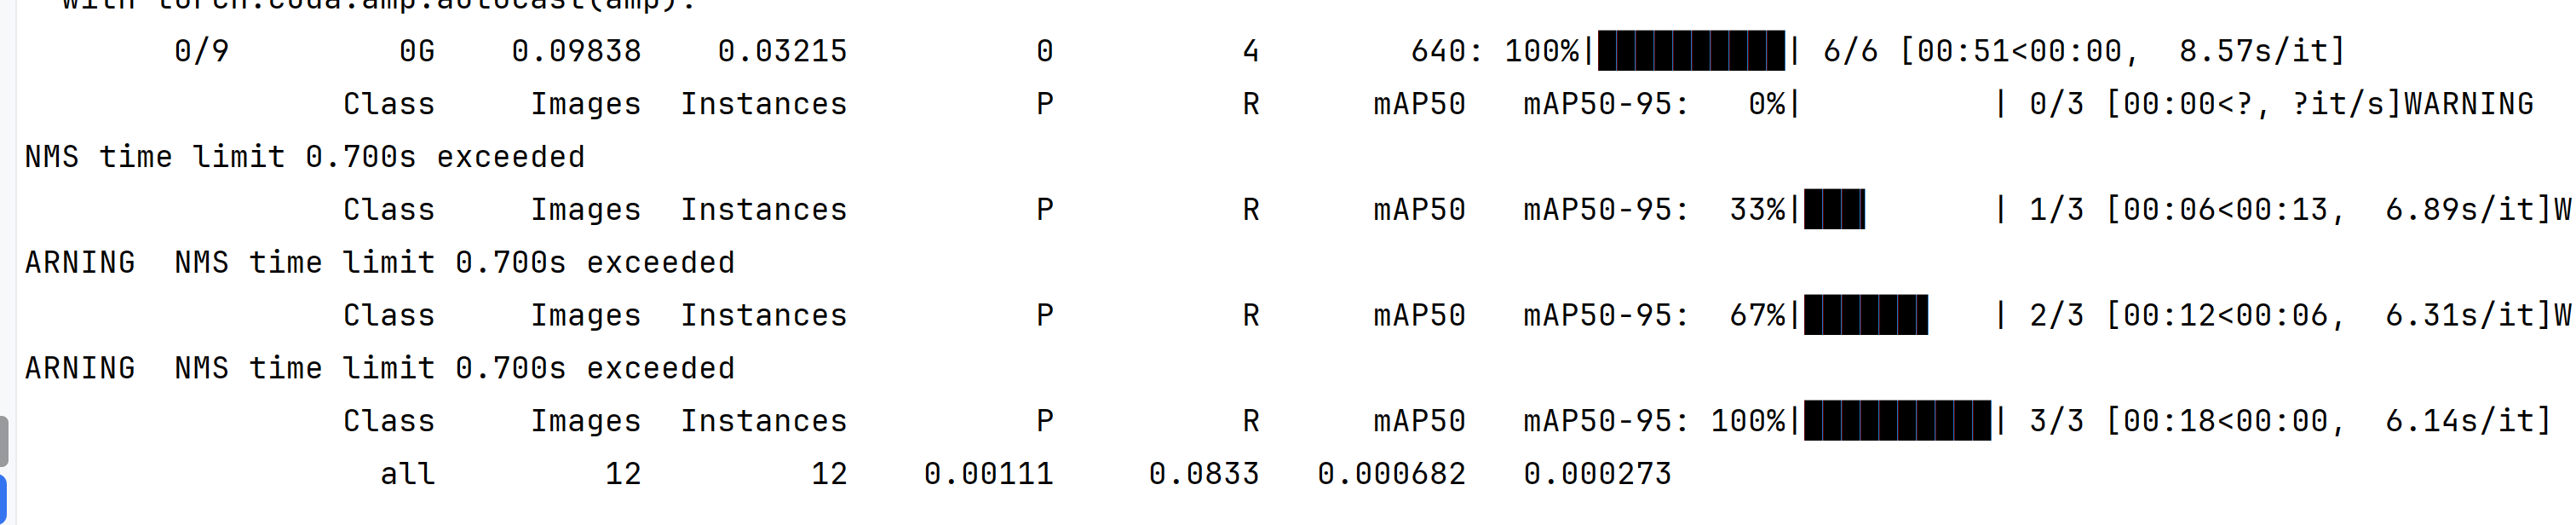 with torch.cuda.amp.autocast(amp):
0/9 0G 0.09838 0.03215 0 4 640: 100%|██████████| 6/6 [00:51<00:00, 8.57s/it]
Class Images Instances P R mAP50 mAP50-95: 0%| | 0/3 [00:00<?, ?it/s]WARNING
NMS time limit 0.700s exceeded
Class Images Instances P R mAP50 mAP50-95: 33%|███▎ | 1/3 [00:06<00:13, 6.89s/it]W
ARNING NMS time limit 0.700s exceeded
Class Images Instances P R mAP50 mAP50-95: 67%|██████▋ | 2/3 [00:12<00:06, 6.31s/it]W
ARNING NMS time limit 0.700s exceeded
Class Images Instances P R mAP50 mAP50-95: 100%|██████████| 3/3 [00:18<00:00, 6.14s/it]
all 12 12 0.00111 0.0833 0.000682 0.000273